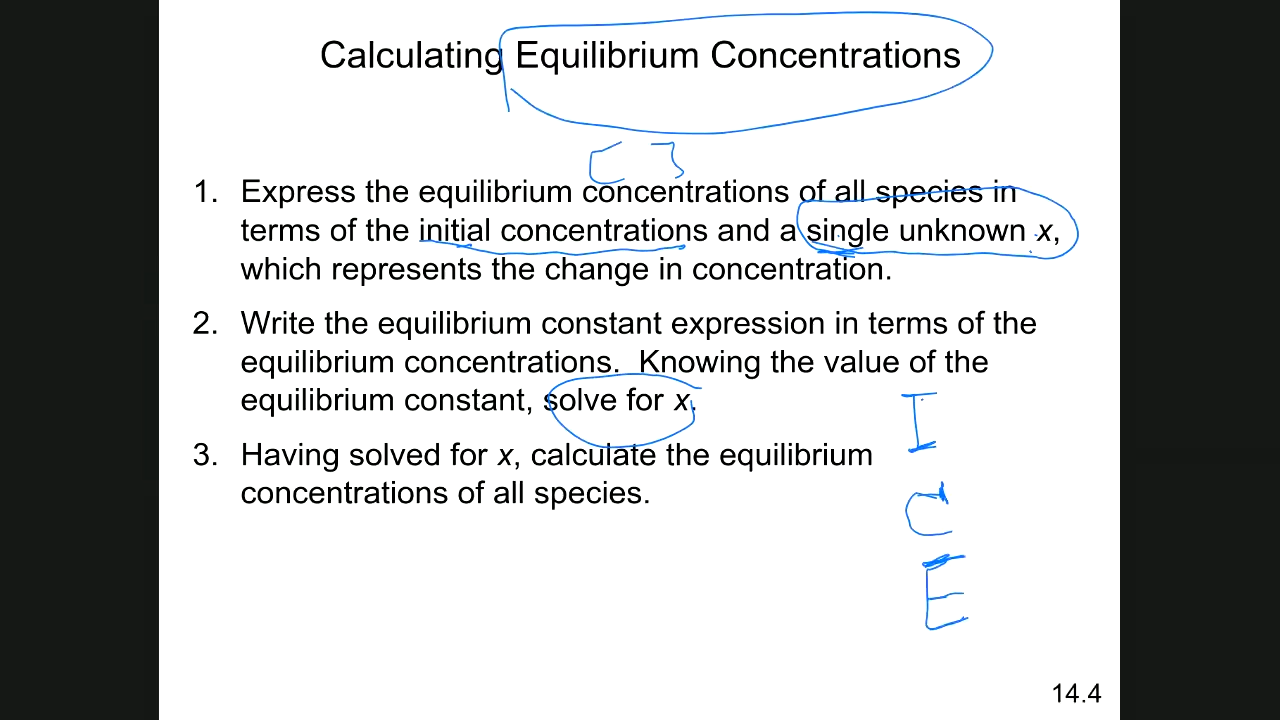 Calculating Equilibrium Concentrations
[ ]
1. Express the equilibrium concentrations of all species in
terms of the initial concentrations and a single unknown x,
which represents the change in concentration.
2. Write the equilibrium constant expression in terms of the
equilibrium concentrations. Knowing the value of the
equilibrium constant, solve for x.
3. Having solved for x, calculate the equilibrium
concentrations of all species.
I
C
E
14.4